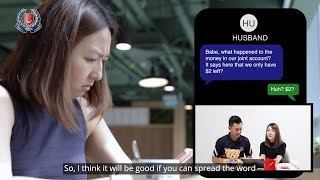 HU
HUSBAND
Babe, what happened to the
money in our joint account?
It says here that we only have
$2 left?
Huh? $2?
So, I think it will be good if you can spread the word -